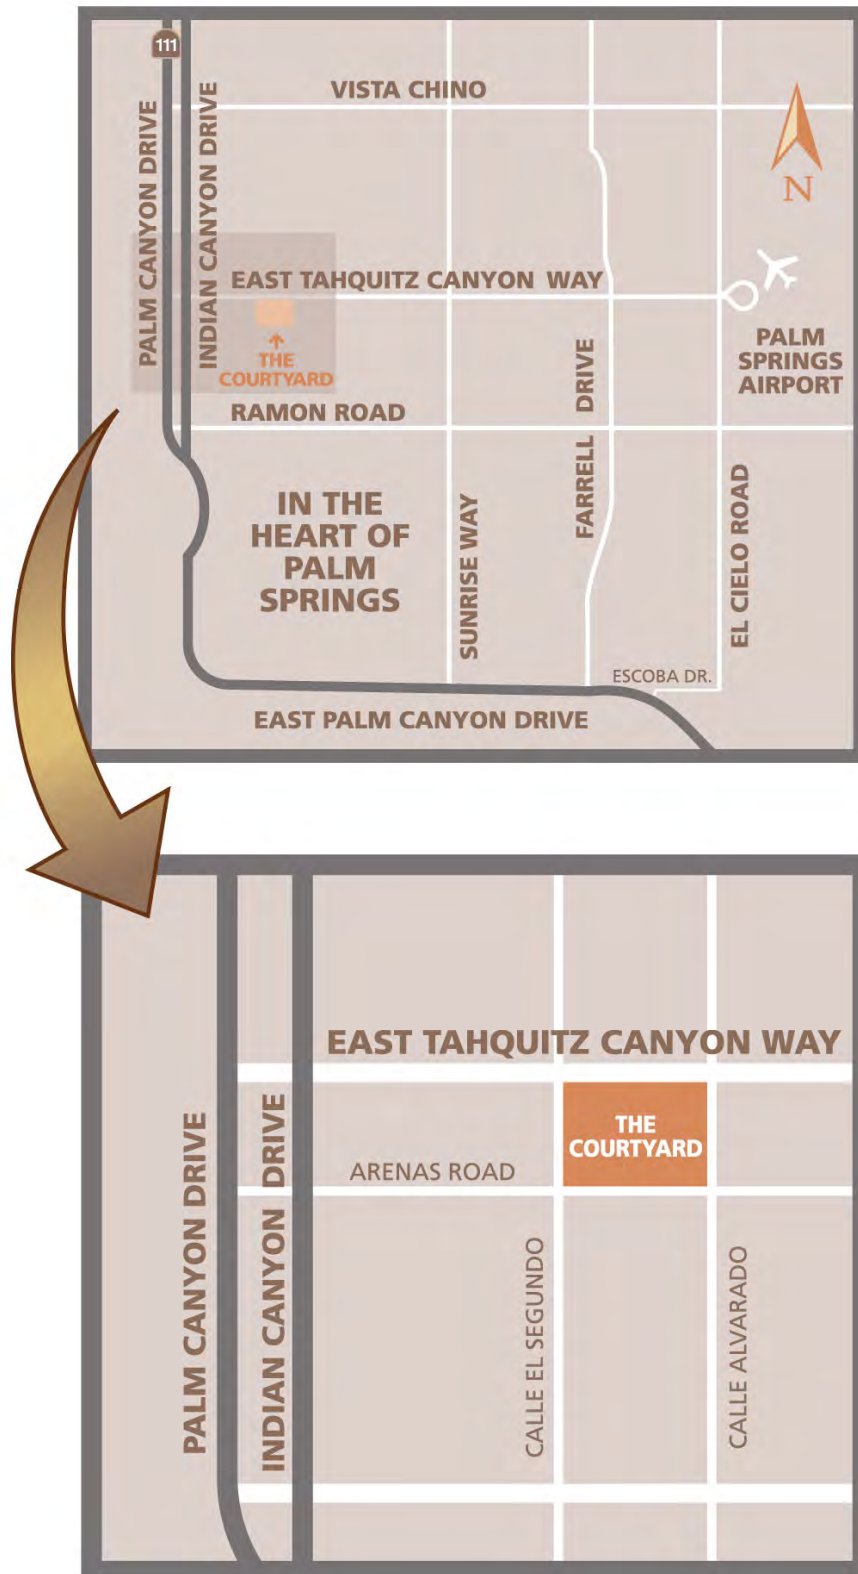 111
VISTA CHINO
PALM CANYON DRIVE
INDIAN CANYON DRIVE
N
EAST TAHQUITZ CANYON WAY
THE
COURTYARD
PALM
SPRINGS
AIRPORT
FARRELL DRIVE
RAMON ROAD
IN THE
HEART OF
PALM
SPRINGS
SUNRISE WAY
EL CIELO ROAD
ESCOBA DR.
EAST PALM CANYON DRIVE
EAST TAHQUITZ CANYON WAY
THE
COURTYARD
PALM CANYON DRIVE
INDIAN CANYON DRIVE
ARENAS ROAD
CALLE EL SEGUNDO
CALLE ALVARADO